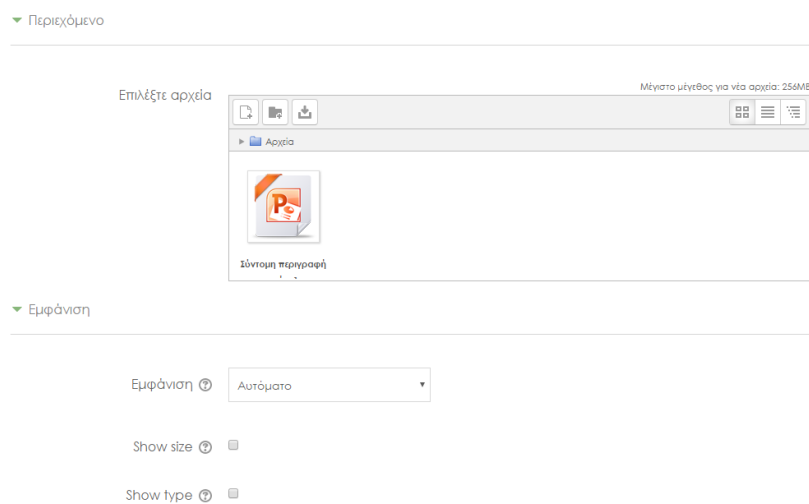 Περιεχόμενο
Μέγιστο μέγεθος για νέα αρχεία: 256MB
Επιλέξτε αρχεία
Αρχεία
Σύντομη περιγραφή
Εμφάνιση
Εμφάνιση Αυτόματο
Show size
Show type